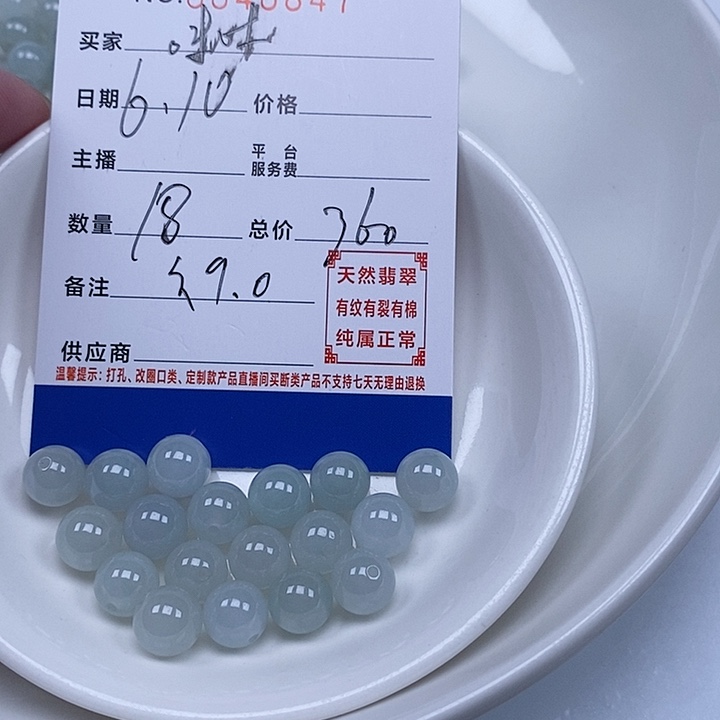 买家
日期 6.10 价格
主播 平台服务费
数量 18 总价 360
备注 9.0
供应商
天然翡翠
有纹有裂有棉
纯属正常
温馨提示：打孔、改圈口类、定制款产品直播间买断类产品不支持七天无理由退换